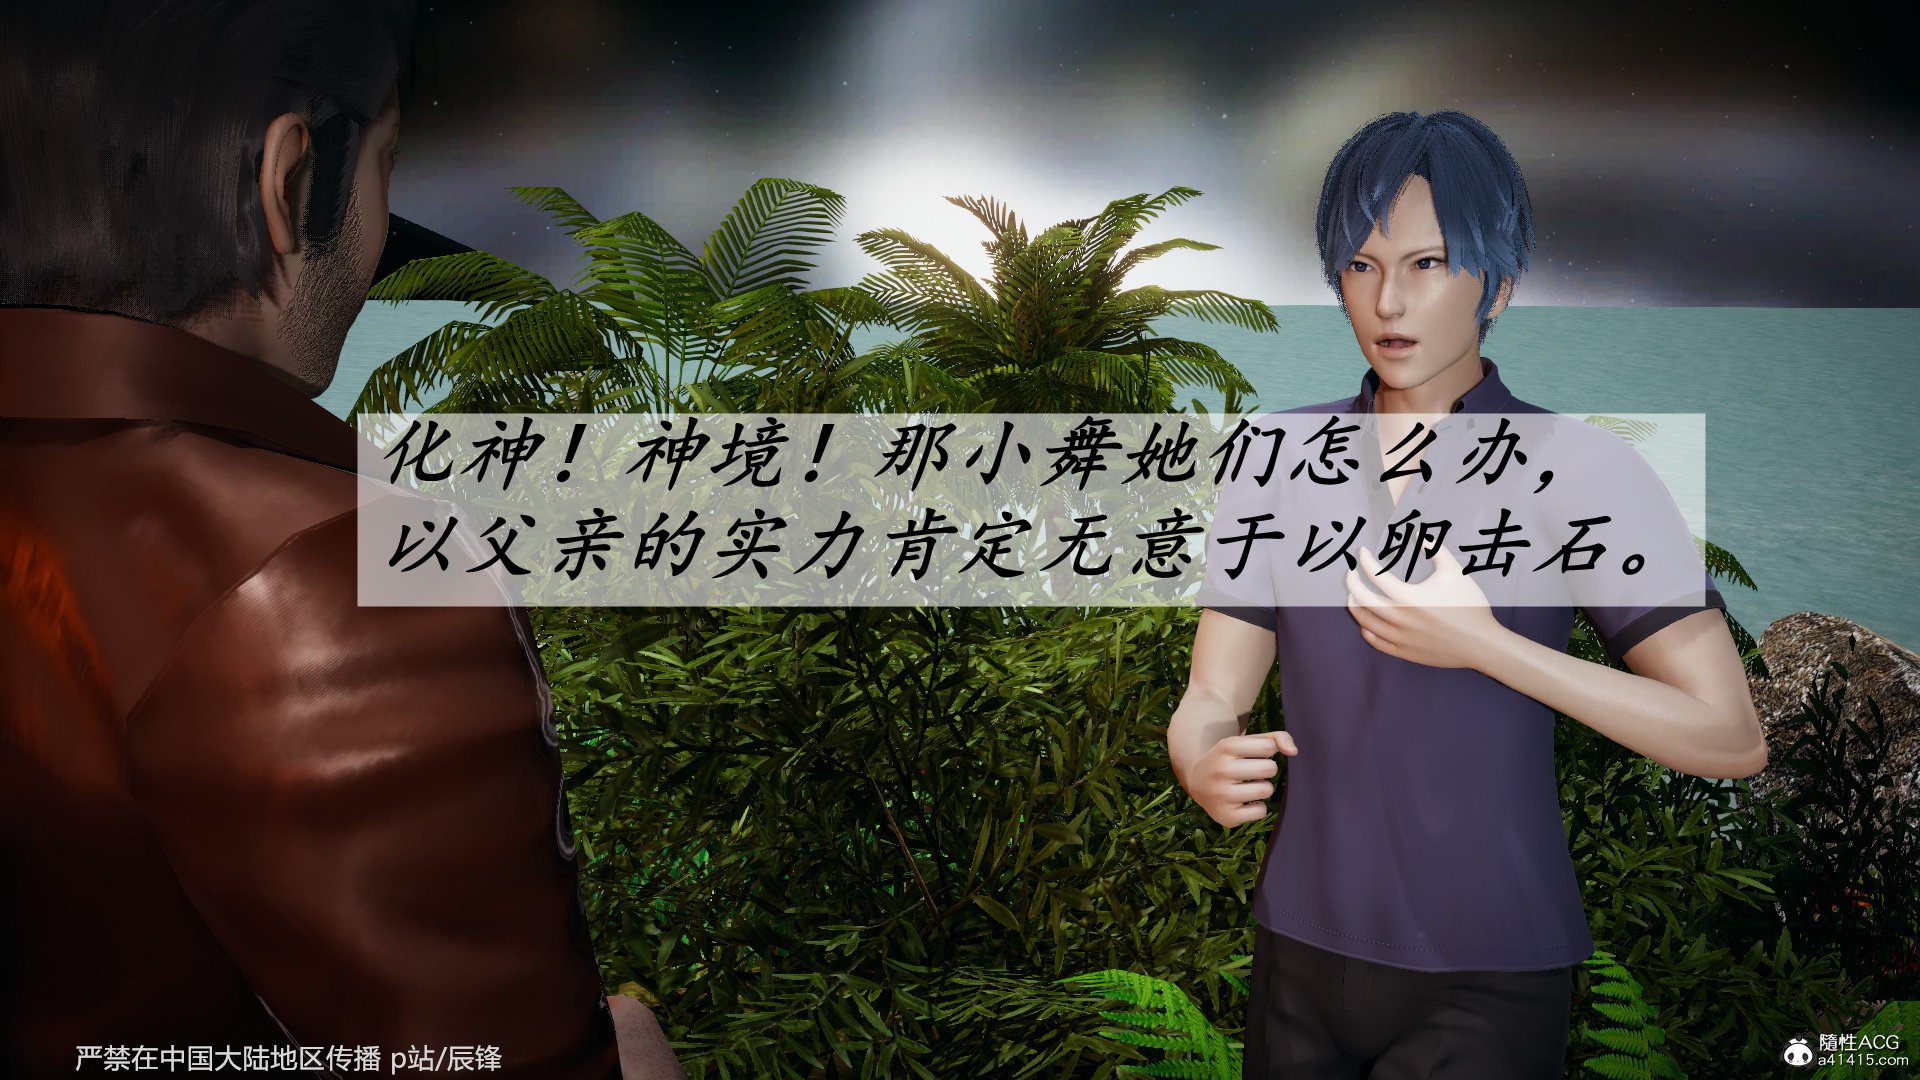 化神！神境！那小舞她们怎么办，
以父亲的实力肯定无意于以卵击石。
严禁在中国大陆地区传播 p站/辰锋
隨性ACG
a41415.com